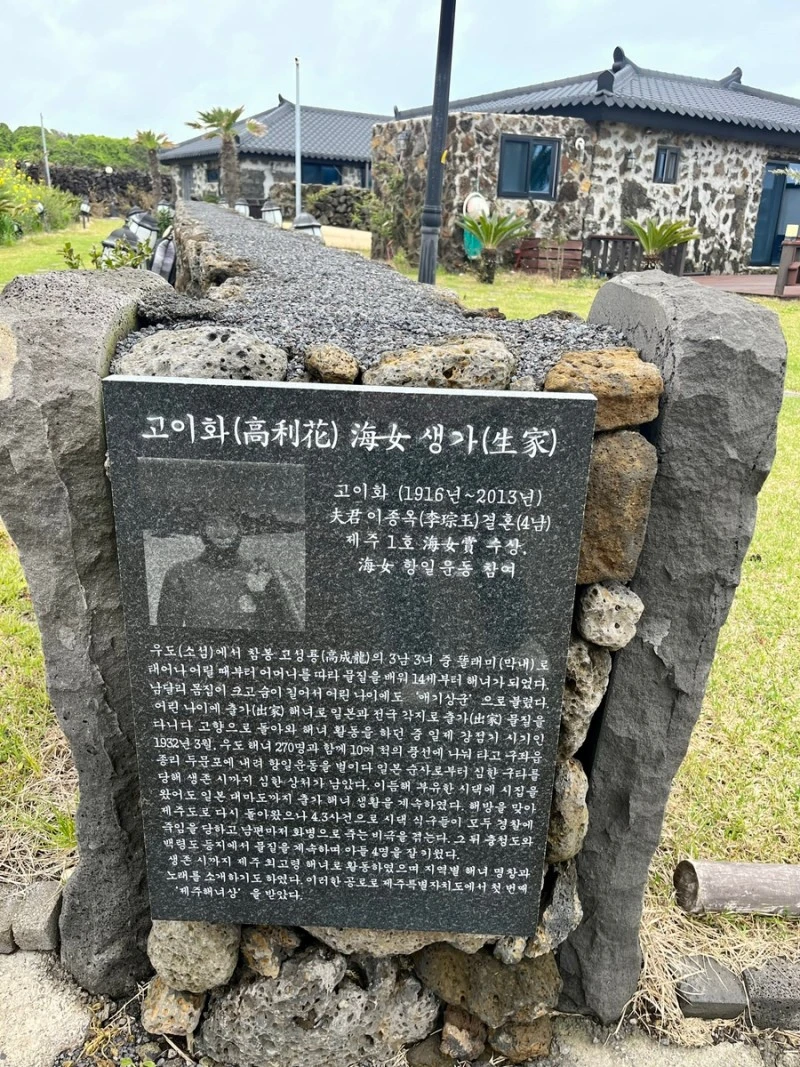 고이화(高利花) 海女 생가(生家)
고이화 (1916년~2013년)
夫君 이종옥(李琮玉)결혼(4남)
제주 1호 海女賞 수상.
海女 항일운동 참여
우도(소섬)에서 참봉 고성룡(高成龍)의 3남 3녀 중 똘래미(막내)로
태어나 어릴 때부터 어머니를 따라 물질을 배워 14세부터 해녀가 되었다.
남달리 몸집이 크고 숨이 길어서 어린 나이에도 ‘애기상군’ 으로 불렸다.
어린 나이에 출가(出家) 해녀로 일본과 전국 각지로 출가(出家) 물질을
다니다 고향으로 돌아와 해녀 활동을 하던 중 일제 강점기 시기인
1932년 3월, 우도 해녀 270명과 함께 10여 척의 풍선에 나눠 타고 구좌읍
종리 두문포에 내려 항일운동을 벌이다 일본 순사로부터 심한 구타를
당해 생존 시까지 심한 상처가 남았다. 이듬해 부유한 시댁에 시집을
왔어도 일본 대마도까지 출가 해녀 생활을 계속하였다. 해방을 맞아
제주도로 다시 돌아왔으나 4.3사건으로 시댁 식구들이 모두 경찰에
죽임을 당하고 남편마저 화병으로 죽는 비극을 겪는다. 그 뒤 충청도와
백령도 등지에서 물질을 계속하며 아들 4명을 잘 키웠다.
생존 시까지 제주 최고령 해녀로 활동하였으며 지역별 해녀 명창과
노래를 소개하기도 하였다. 이러한 공로로 제주특별자치도에서 첫 번째
‘제주해녀상’ 을 받았다.